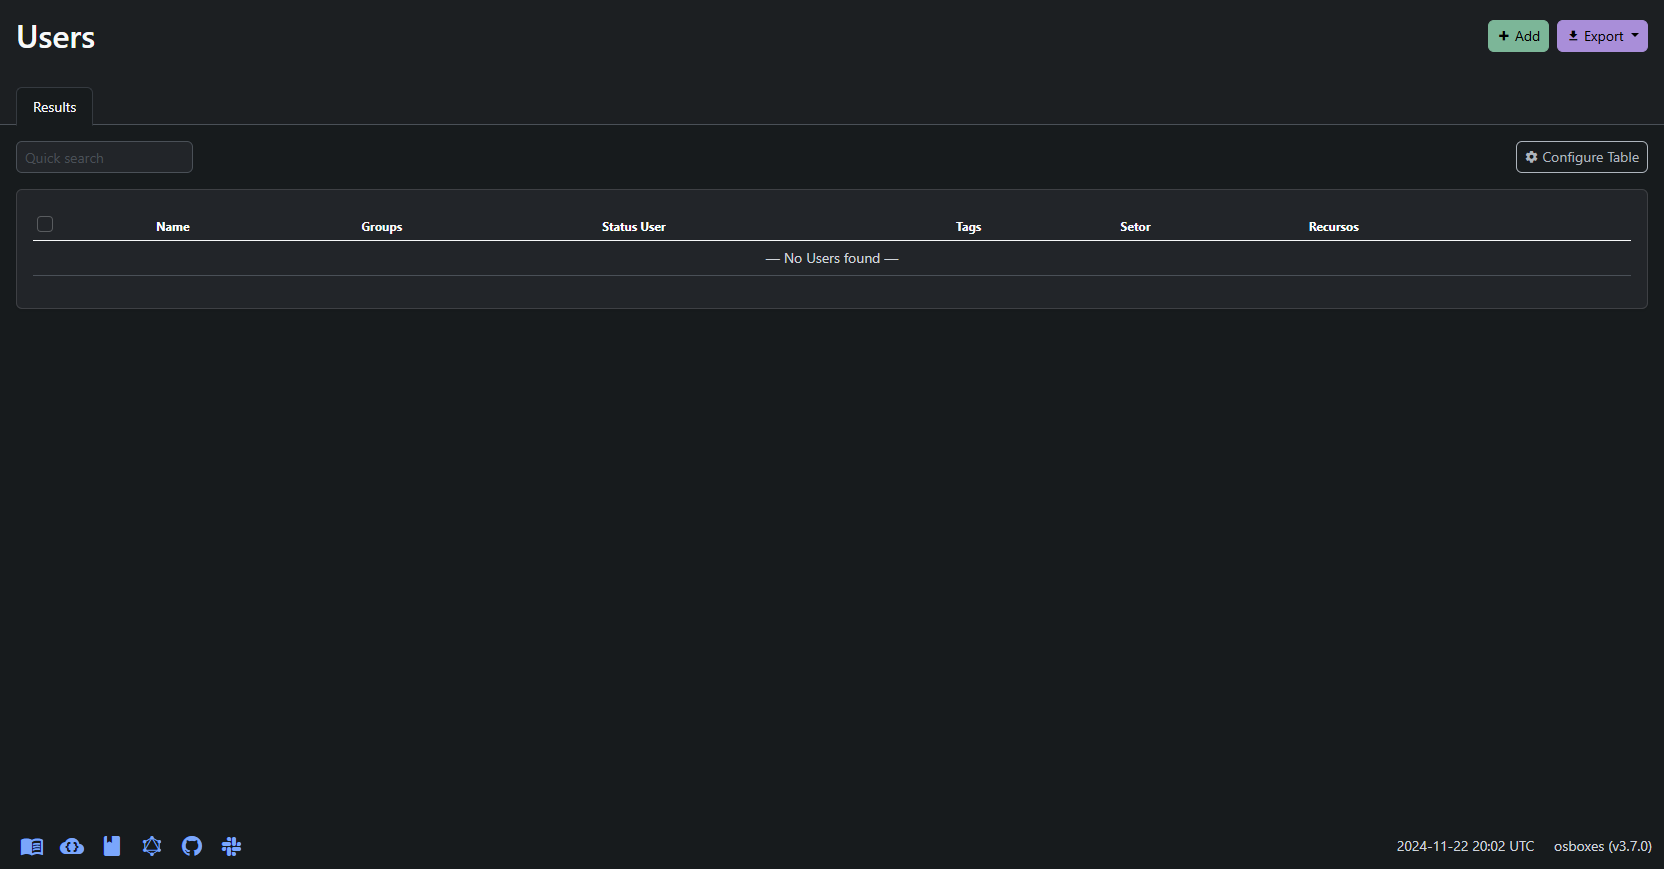 Users
Add
Export
Results
Quick search
Configure Table
Name Groups Status User Tags Setor Recursos
— No Users found —
2024-11-22 20:02 UTC osboxes (v3.7.0)